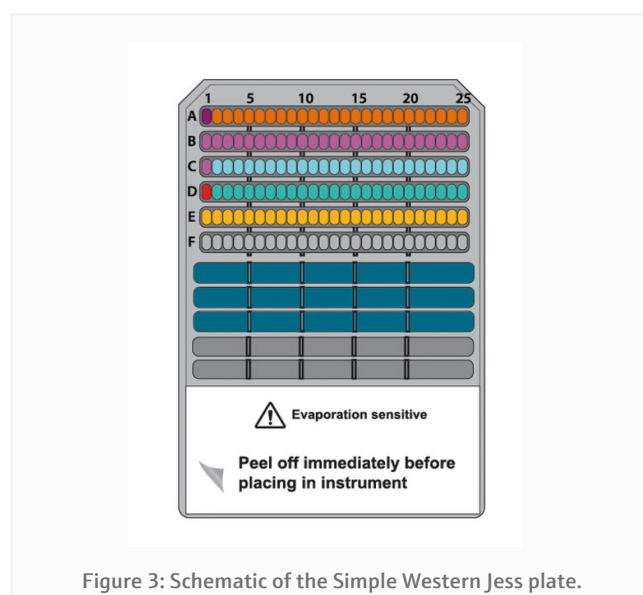 1 5 10 15 20 25
A
B
C
D
E
F
Evaporation sensitive
Peel off immediately before
placing in instrument
Figure 3: Schematic of the Simple Western Jess plate.